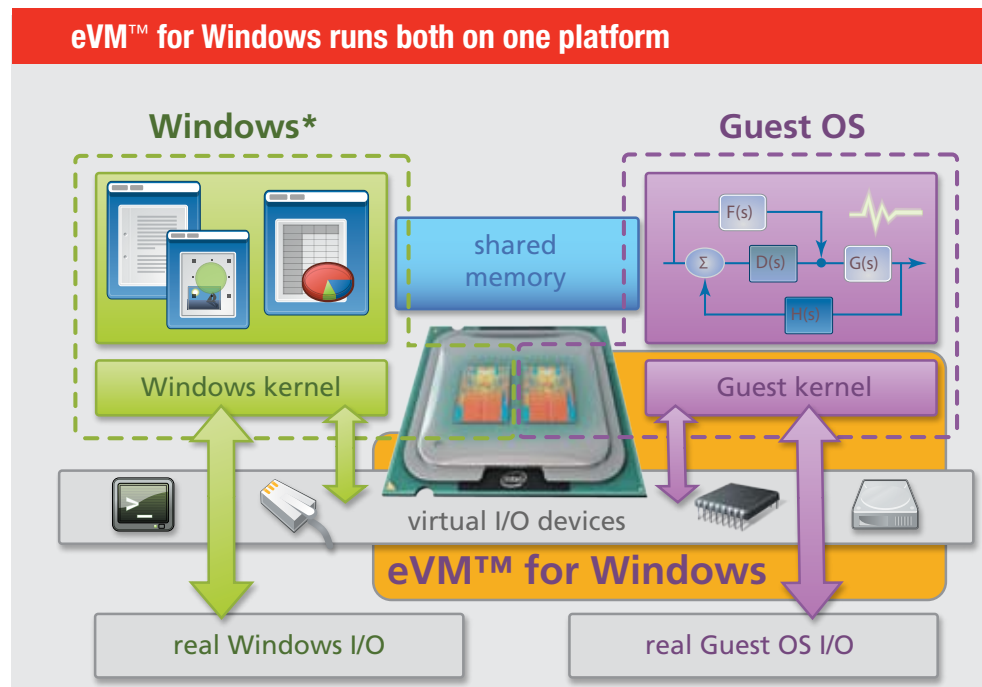 eVM™ for Windows runs both on one platform
Windows*
Guest OS
shared
memory
F(s)
Σ
D(s)
G(s)
H(s)
Windows kernel
Guest kernel
intel
>_
virtual I/O devices
eVM™ for Windows
real Windows I/O
real Guest OS I/O